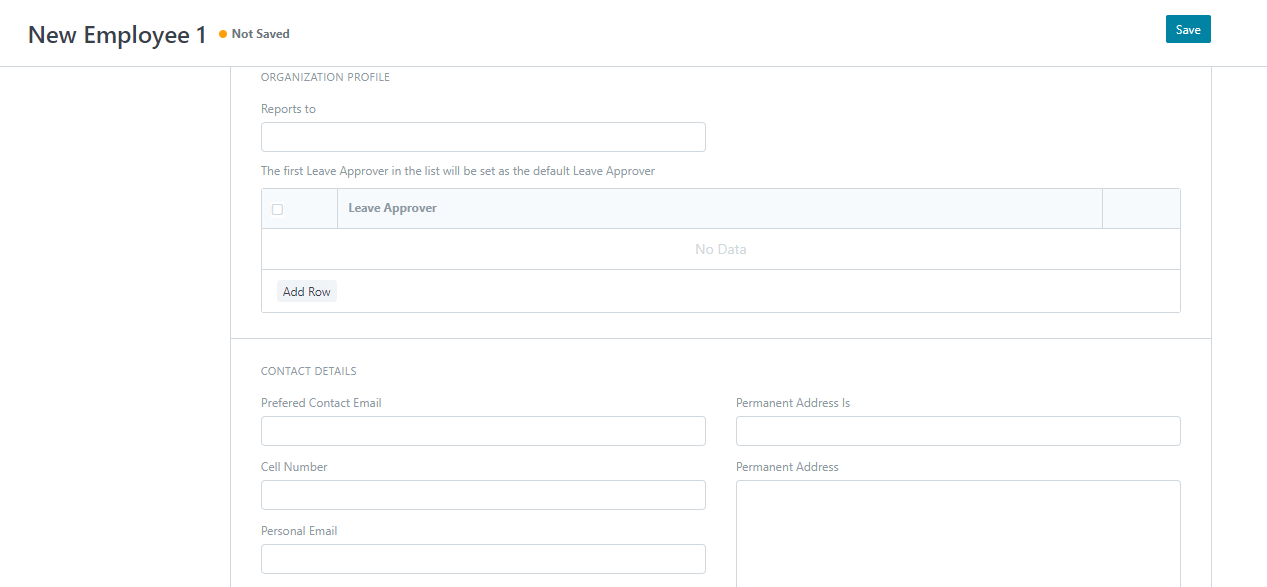 New Employee 1
Not Saved
Save
ORGANIZATION PROFILE
Reports to
The first Leave Approver in the list will be set as the default Leave Approver
Leave Approver
No Data
Add Row
CONTACT DETAILS
Prefered Contact Email
Permanent Address Is
Cell Number
Permanent Address
Personal Email